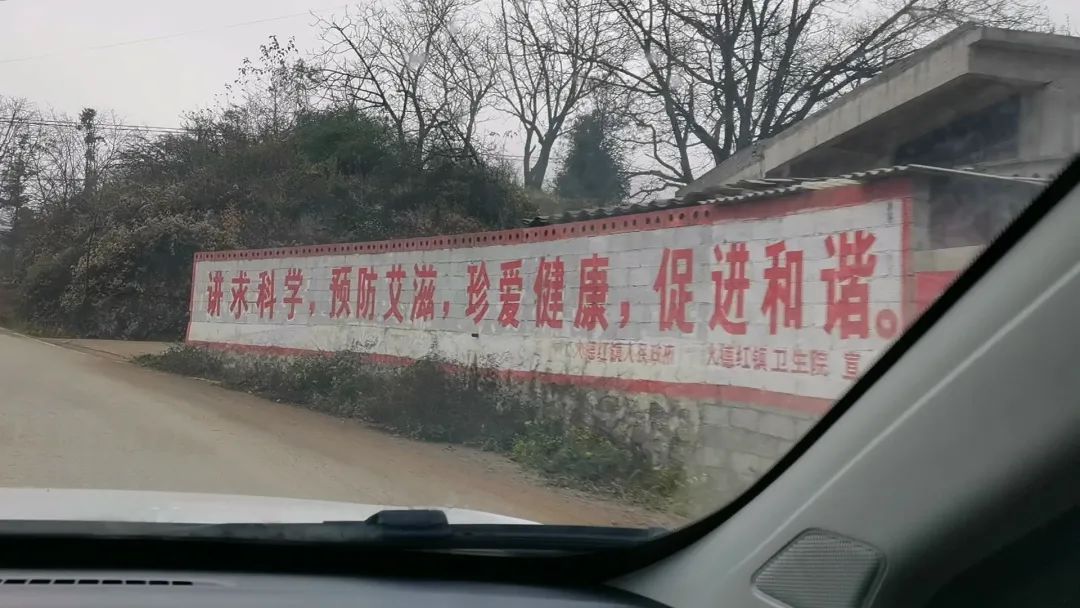 讲求科学，预防艾滋，珍爱健康，促进和谐。
火德红镇人民政府 火德红镇卫生院 宣